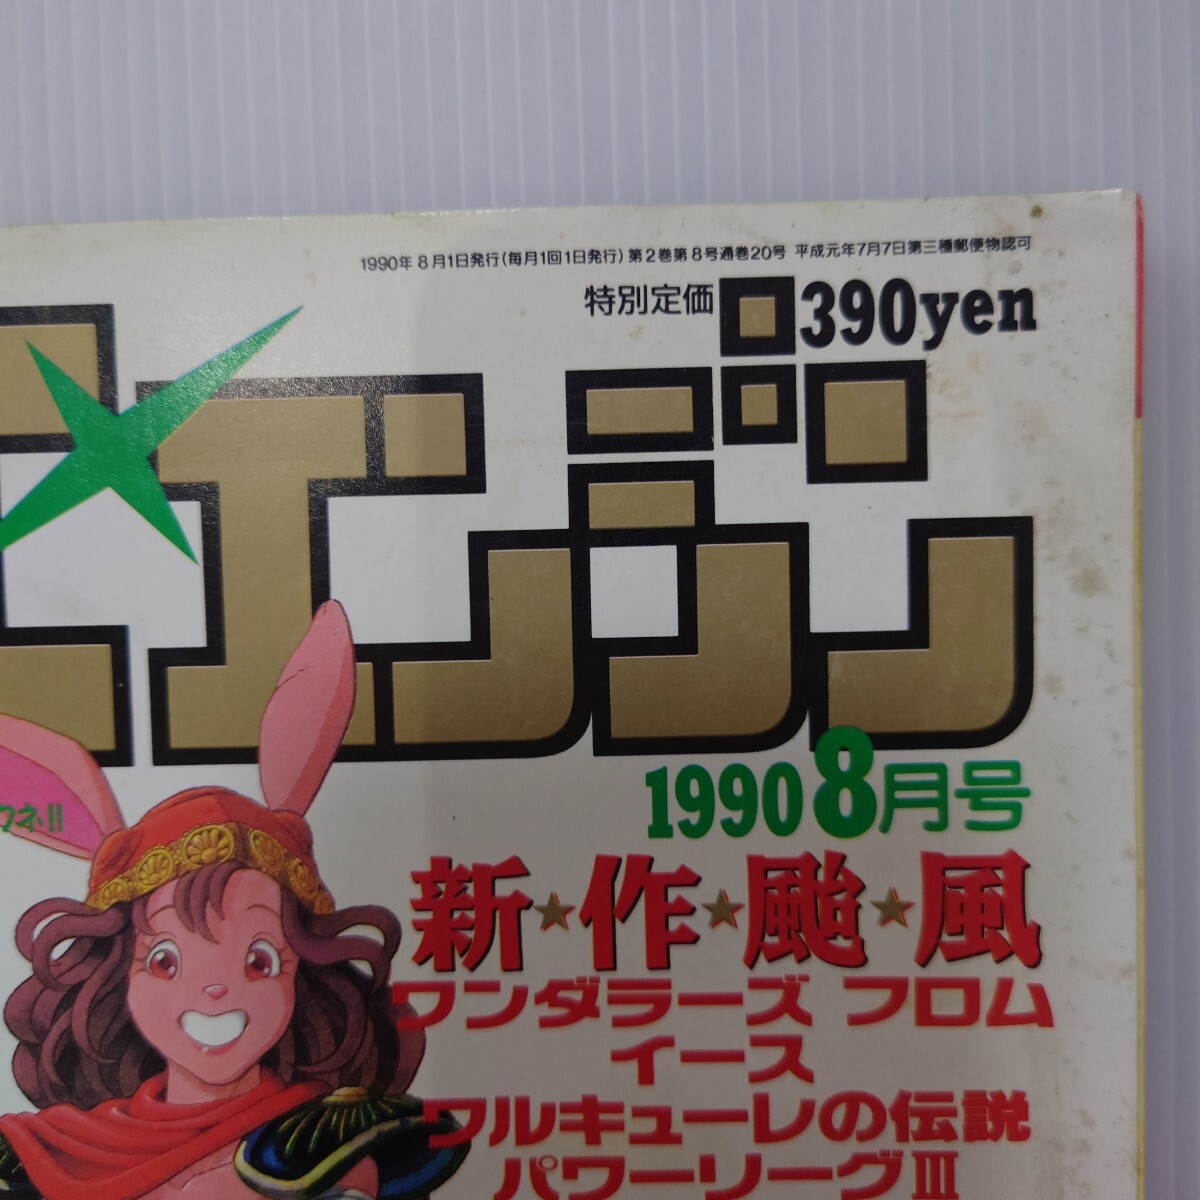 1990年8月1日発行(毎月1回1日発行)第2巻第8号通巻20号 平成元年7月7日第三種郵便物認可
特別定価 390yen
エンジン
1990 8月号
新★作★颱★風
ワンダラーズ フロム
イース
ワルキューレの伝説
パワーリーグIII